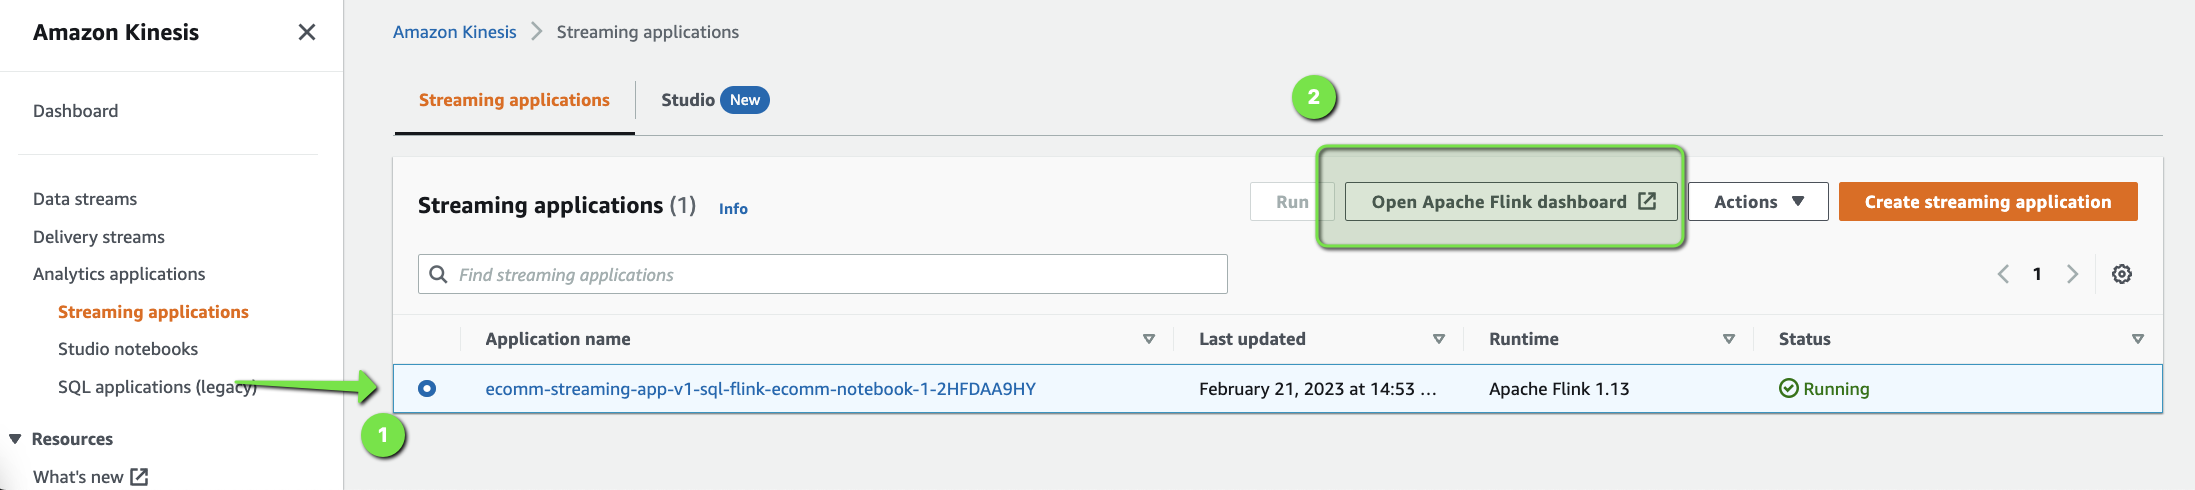 Amazon Kinesis
Dashboard
Data streams
Delivery streams
Analytics applications
Streaming applications
Studio notebooks
SQL applications (legacy)
Resources
What's new
Amazon Kinesis > Streaming applications
Streaming applications
Studio New
2
Streaming applications (1) Info
Run
Open Apache Flink dashboard
Actions
Create streaming application
Find streaming applications
1
Application name Last updated Runtime Status
ecomm-streaming-app-v1-sql-flink-ecomm-notebook-1-2HFDAA9HY February 21, 2023 at 14:53 … Apache Flink 1.13 Running
1